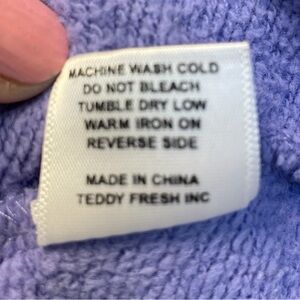 MACHINE WASH COLD
DO NOT BLEACH
TUMBLE DRY LOW
WARM IRON ON
REVERSE SIDE
MADE IN CHINA
TEDDY FRESH INC